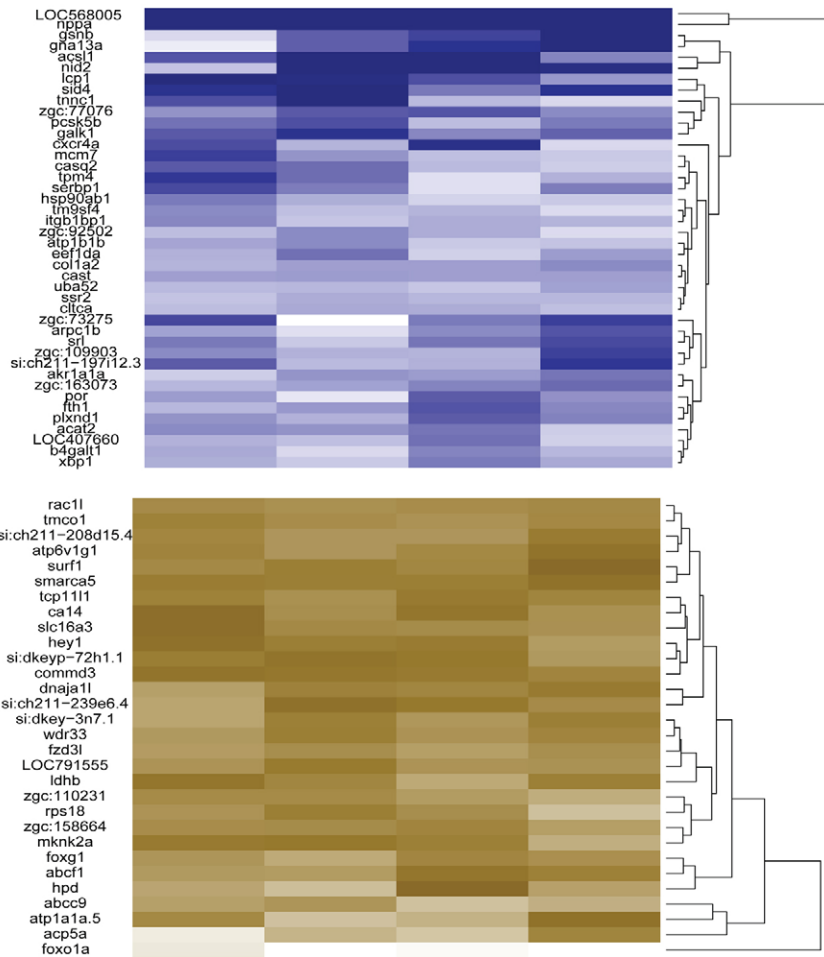 LOC568005
nppa
gsnb
gna13a
acsl1
nid2
lcp1
sid4
tnnc1
zgc:77076
pcsk5b
galk1
cxcr4a
mcm7
casq2
tpm4
serbp1
hsp90ab1
tm9sf4
itgb1bp1
zgc:92502
atp1b1b
eef1da
col1a2
cast
uba52
ssr2
cltca
zgc:73275
arpc1b
srl
zgc:109903
si:ch211-197i12.3
akr1a1a
zgc:163073
por
fth1
plxnd1
acat2
LOC407660
b4galt1
xbp1
rac1l
tmco1
si:ch211-208d15.4
atp6v1g1
surf1
smarca5
tcp11l1
ca14
slc16a3
hey1
si:dkeyp-72h1.1
commd3
dnaja1l
si:ch211-239e6.4
si:dkey-3n7.1
wdr33
fzd3l
LOC791555
ldhb
zgc:110231
rps18
zgc:158664
mknk2a
foxg1
abcf1
hpd
abcc9
atp1a1a.5
acp5a
foxo1a